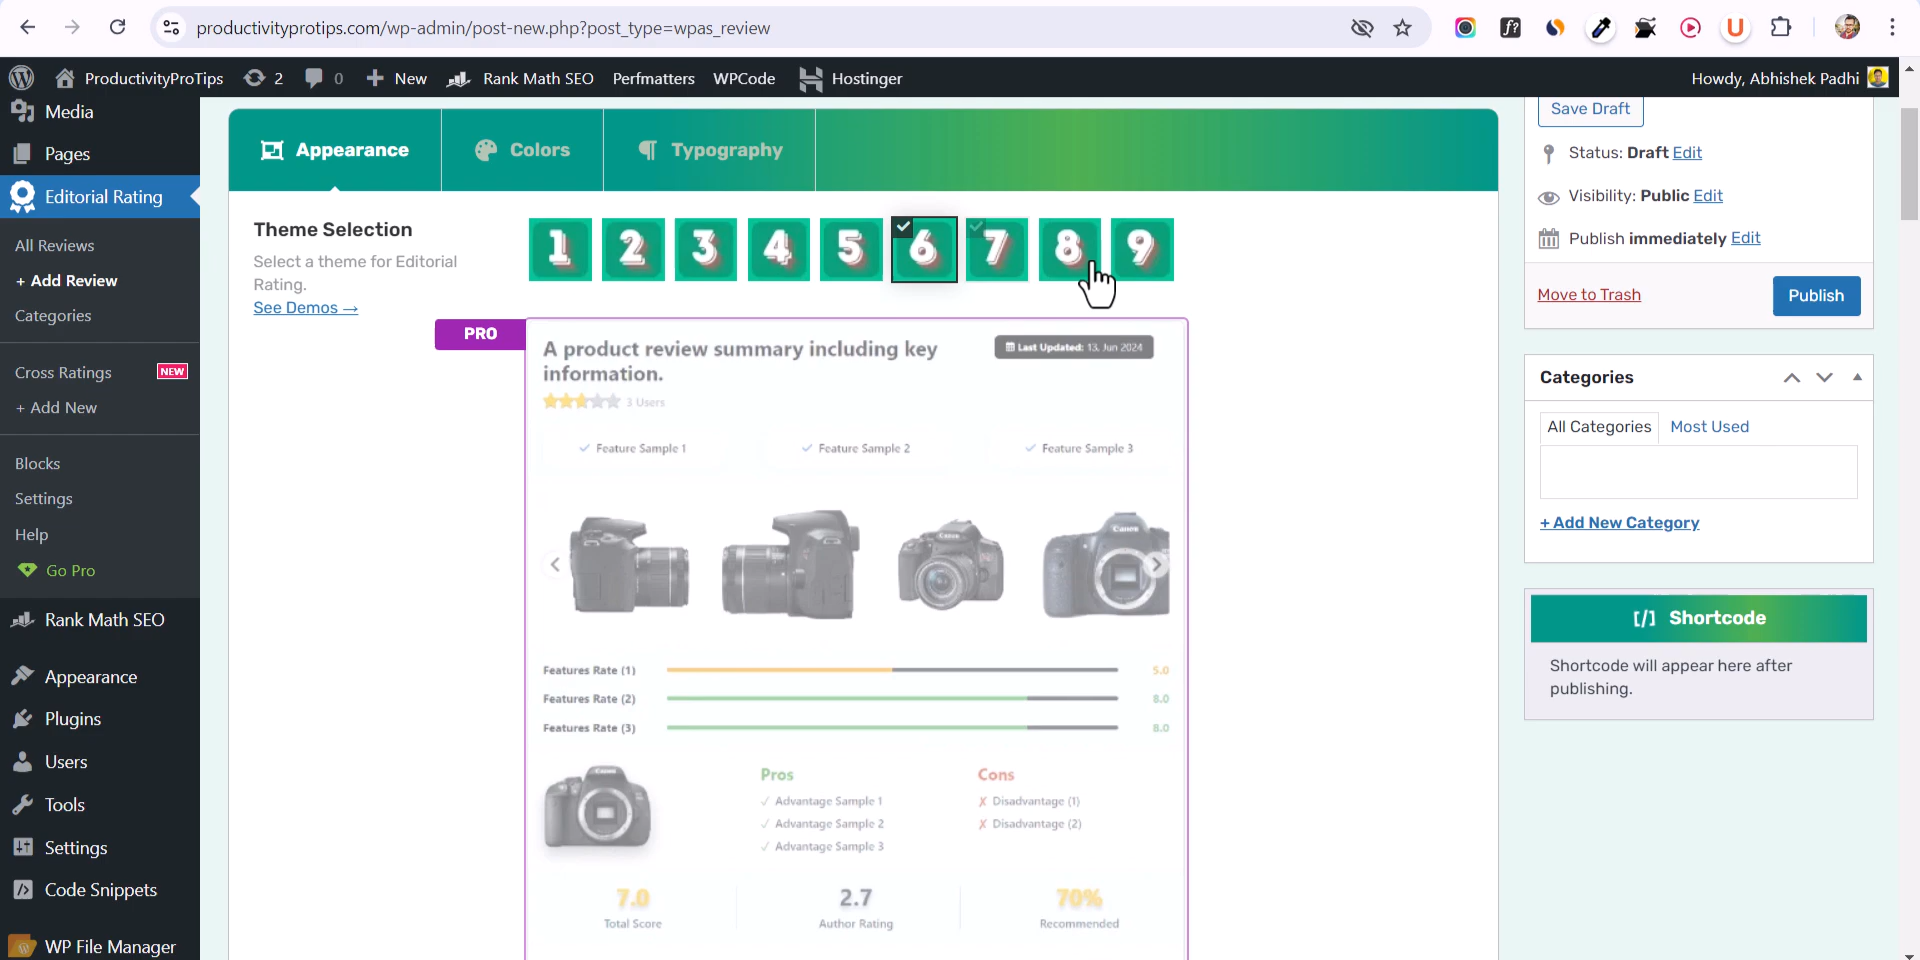 productivityprotips.com/wp-admin/post-new.php?post_type=wpas_review
f?
U
ProductivityProTips
2
0
New
Rank Math SEO
Perfmatters
WPCode
Hostinger
Howdy, Abhishek Padhi
Media
Pages
Editorial Rating
All Reviews
+ Add Review
Categories
Cross Ratings NEW
+ Add New
Blocks
Settings
Help
Go Pro
Rank Math SEO
Appearance
Plugins
Users
Tools
Settings
Code Snippets
WP File Manager
Appearance
Colors
Typography
Theme Selection
Select a theme for Editorial
Rating.
See Demos →
1 2 3 4 5 6 7 8 9
PRO
A product review summary including key
information.
Last Updated: 13, Jun 2024
3 Users
Feature Sample 1
Feature Sample 2
Feature Sample 3
Canon
Features Rate (1) 5.0
Features Rate (2) 8.0
Features Rate (3) 8.0
Pros
✓ Advantage Sample 1
✓ Advantage Sample 2
✓ Advantage Sample 3
Cons
✗ Disadvantage (1)
✗ Disadvantage (2)
7.0
Total Score
2.7
Author Rating
70%
Recommended
Save Draft
Status: Draft Edit
Visibility: Public Edit
Publish immediately Edit
Move to Trash
Publish
Categories
All Categories
Most Used
+ Add New Category
[/] Shortcode
Shortcode will appear here after
publishing.